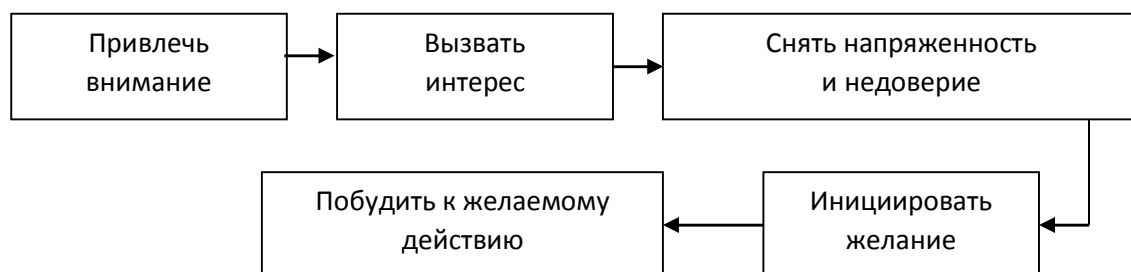 Привлечь
внимание
Вызвать
интерес
Снять напряженность
и недоверие
Инициировать
желание
Побудить к желаемому
действию